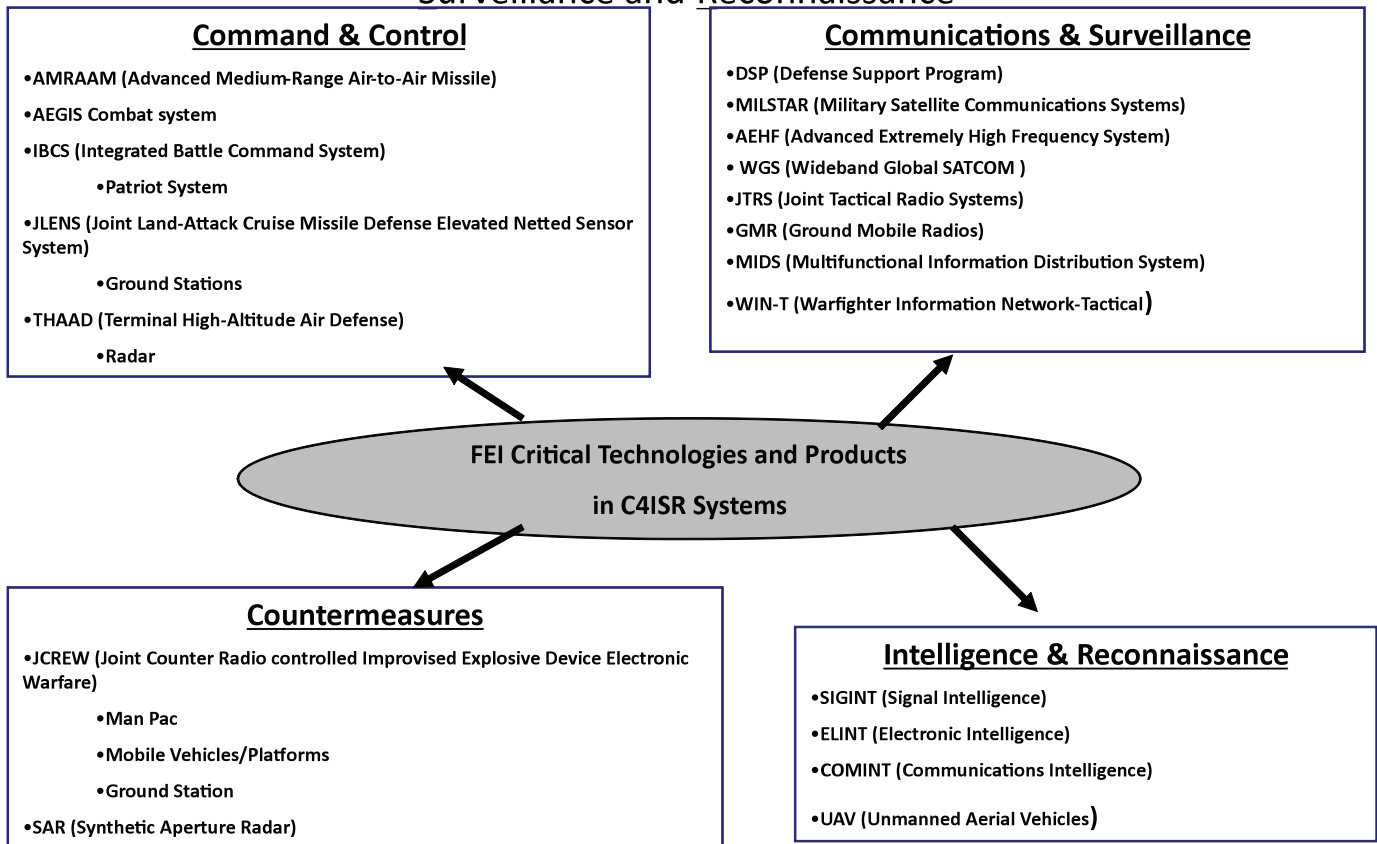 Surveillance and Reconnaissance
Command & Control
•AMRAAM (Advanced Medium-Range Air-to-Air Missile)
•AEGIS Combat system
•IBCS (Integrated Battle Command System)
•Patriot System
•JLENS (Joint Land-Attack Cruise Missile Defense Elevated Netted Sensor
System)
•Ground Stations
•THAAD (Terminal High-Altitude Air Defense)
•Radar
Communications & Surveillance
•DSP (Defense Support Program)
•MILSTAR (Military Satellite Communications Systems)
•AEHF (Advanced Extremely High Frequency System)
• WGS (Wideband Global SATCOM )
•JTRS (Joint Tactical Radio Systems)
•GMR (Ground Mobile Radios)
•MIDS (Multifunctional Information Distribution System)
•WIN-T (Warfighter Information Network-Tactical)
FEI Critical Technologies and Products
in C4ISR Systems
Countermeasures
•JCREW (Joint Counter Radio controlled Improvised Explosive Device Electronic
Warfare)
•Man Pac
•Mobile Vehicles/Platforms
•Ground Station
•SAR (Synthetic Aperture Radar)
Intelligence & Reconnaissance
•SIGINT (Signal Intelligence)
•ELINT (Electronic Intelligence)
•COMINT (Communications Intelligence)
•UAV (Unmanned Aerial Vehicles)